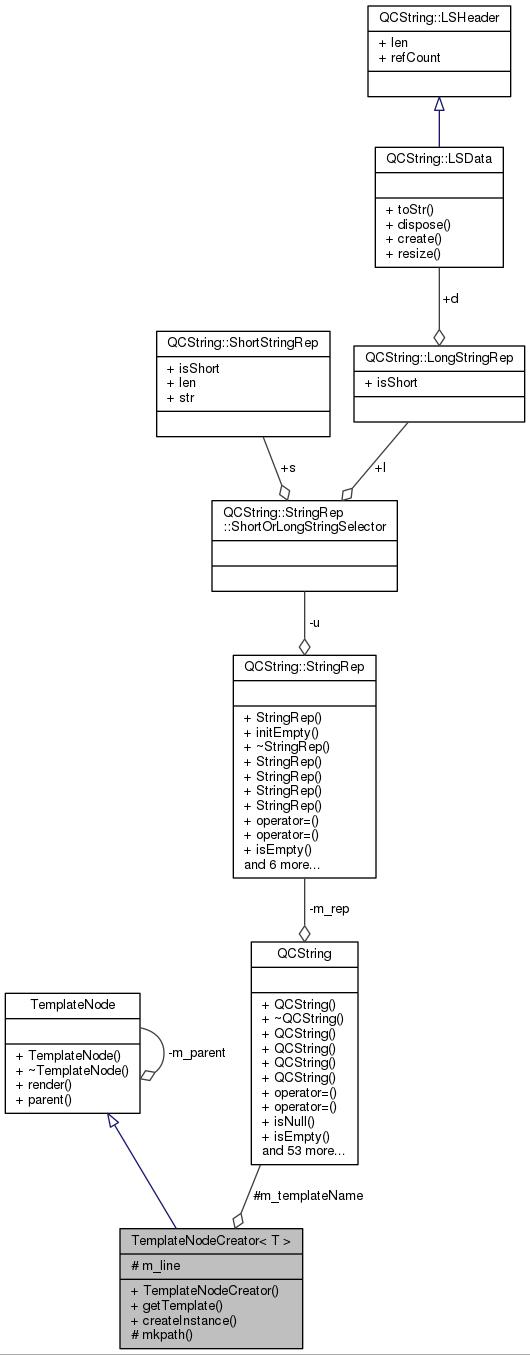 QCString::LSHeader
+ len
+ refCount
QCString::LSData
+ toStr()
+ dispose()
+ create()
+ resize()
+d
QCString::ShortStringRep
+ isShort
+ len
+ str
QCString::LongStringRep
+ isShort
+s
+l
QCString::StringRep
::ShortOrLongStringSelector
-u
QCString::StringRep
+ StringRep()
+ initEmpty()
+ ~StringRep()
+ StringRep()
+ StringRep()
+ StringRep()
+ StringRep()
+ operator=()
+ operator=()
+ isEmpty()
and 6 more...
-m_rep
QCString
+ QCString()
+ ~QCString()
+ QCString()
+ QCString()
+ QCString()
+ QCString()
+ operator=()
+ operator=()
+ isNull()
+ isEmpty()
and 53 more...
TemplateNode
+ TemplateNode()
+ ~TemplateNode()
+ render()
+ parent()
-m_parent
#m_templateName
TemplateNodeCreator< T >
# m_line
+ TemplateNodeCreator()
+ getTemplate()
+ createInstance()
# mkpath()